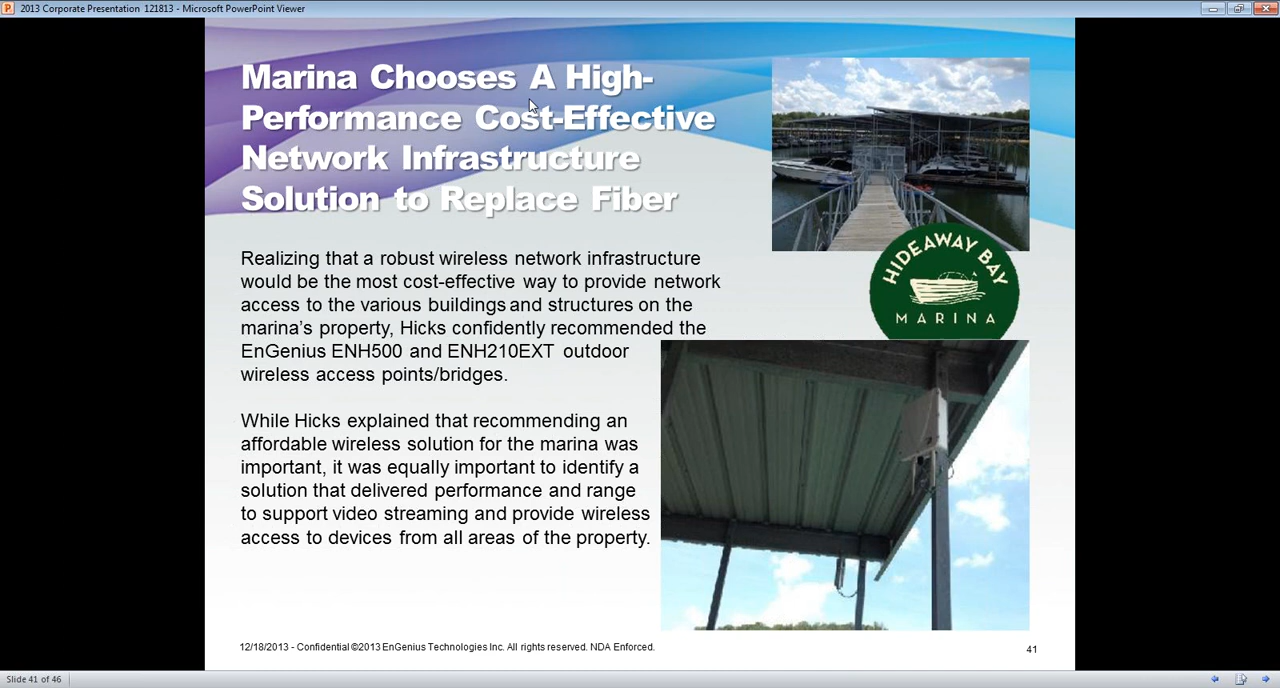 2013 Corporate Presentation 121813 - Microsoft PowerPoint Viewer
Marina Chooses A High-
Performance Cost-Effective
Network Infrastructure
Solution to Replace Fiber
HIDEAWAY BAY
MARINA
Realizing that a robust wireless network infrastructure
would be the most cost-effective way to provide network
access to the various buildings and structures on the
marina's property, Hicks confidently recommended the
EnGenius ENH500 and ENH210EXT outdoor
wireless access points/bridges.
While Hicks explained that recommending an
affordable wireless solution for the marina was
important, it was equally important to identify a
solution that delivered performance and range
to support video streaming and provide wireless
access to devices from all areas of the property.
12/18/2013 - Confidential ©2013 EnGenius Technologies Inc. All rights reserved. NDA Enforced.
41
Slide 41 of 46